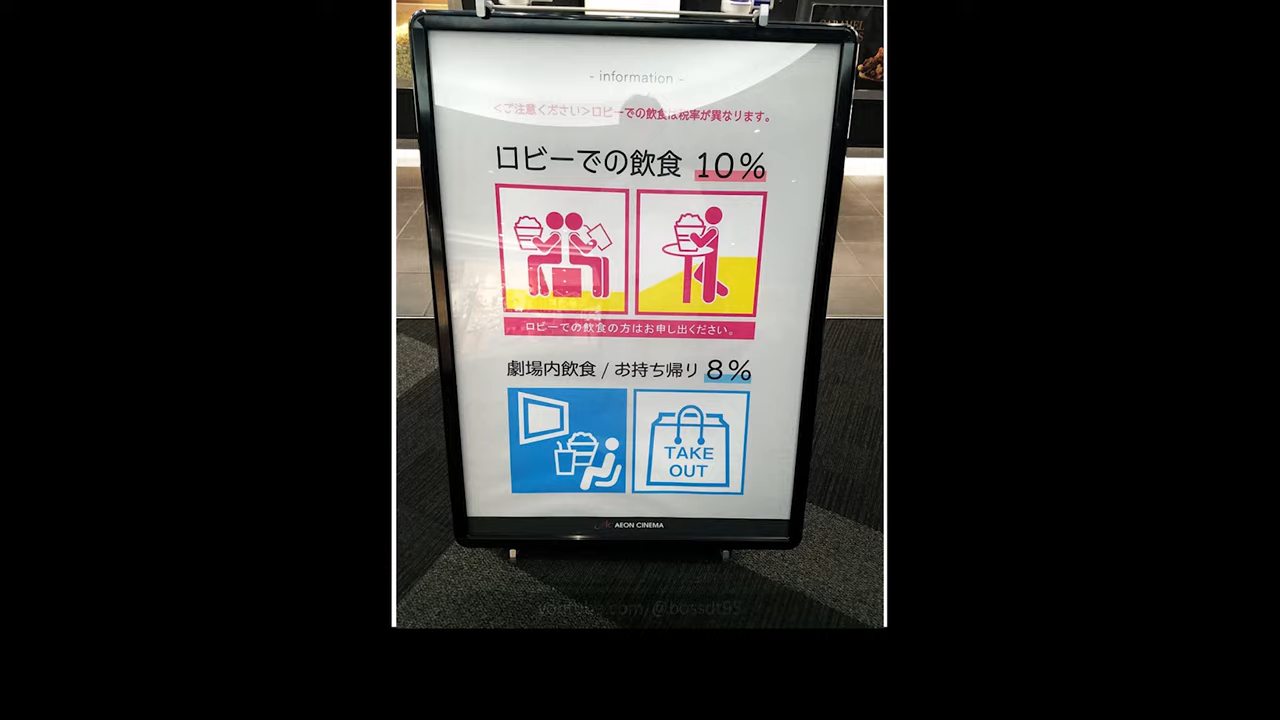 - information -
<ご注意ください>ロビーでの飲食は税率が異なります。
ロビーでの飲食 10%
ロビーでの飲食の方はお申し出ください。
劇場内飲食 / お持ち帰り 8%
TAKE
OUT
AEON CINEMA
youtube.com/@bossdt95